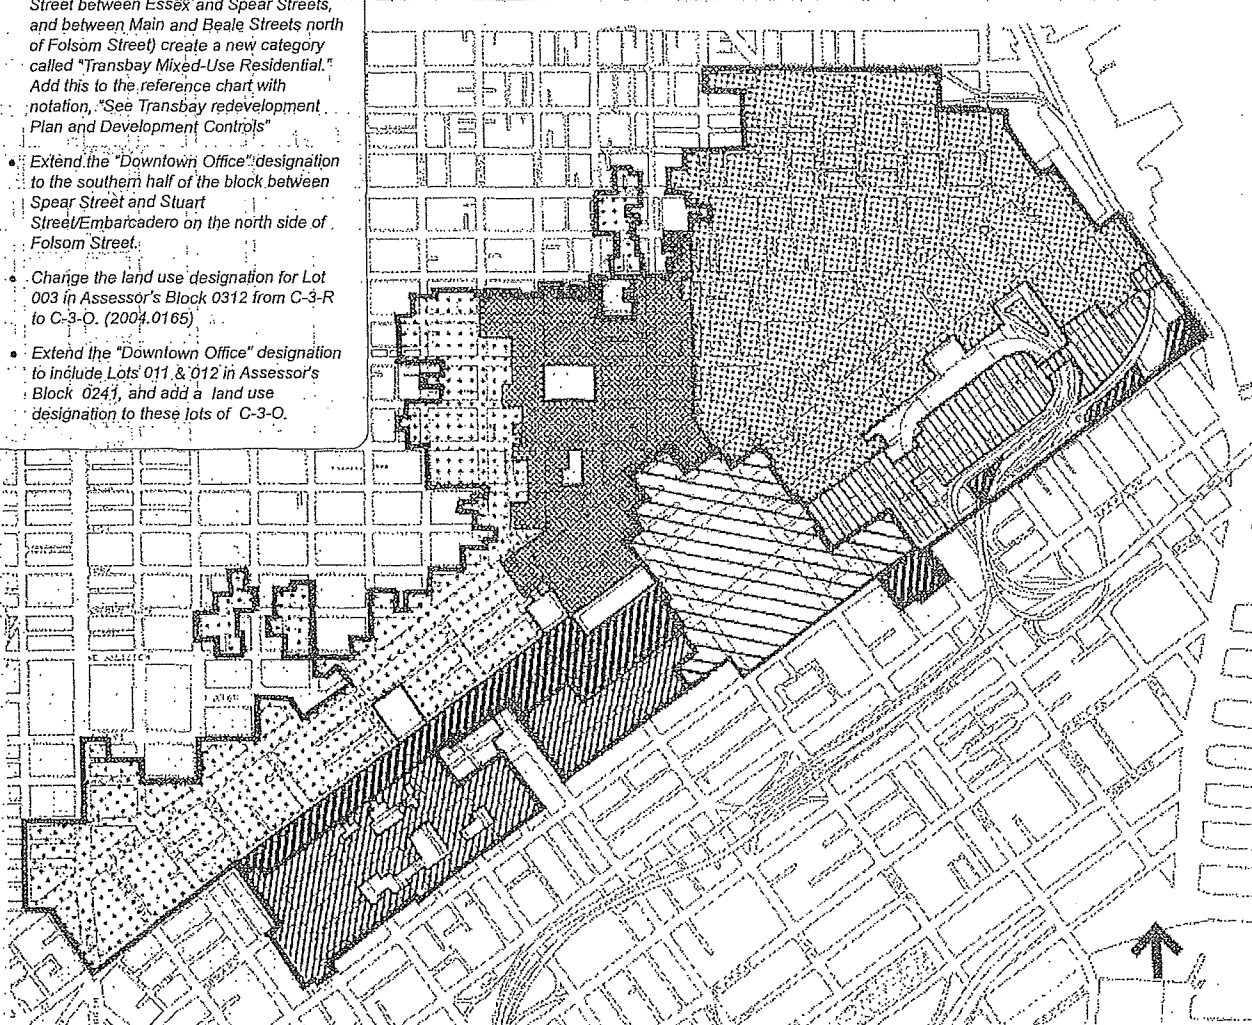 Street between Essex and Spear Streets,
and between Main and Beale Streets north
of Folsom Street) create a new category
called "Transbay Mixed-Use Residential."
Add this to the reference chart with
notation, "See Transbay redevelopment
Plan and Development Controls"
• Extend the "Downtown Office" designation
to the southern half of the block between
Spear Street and Stuart
Street/Embarcadero on the north side of
Folsom Street.
• Change the land use designation for Lot
003 in Assessor's Block 0312 from C-3-R
to C-3-O. (2004.0165)
• Extend the "Downtown Office" designation
to include Lots 011 & 012 in Assessor's
Block 0241, and add a land use
designation to these lots of C-3-O.